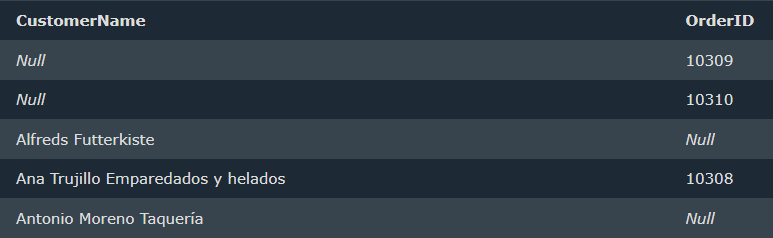 CustomerName OrderID
Null 10309
Null 10310
Alfreds Futterkiste Null
Ana Trujillo Emparedados y helados 10308
Antonio Moreno Taquería Null